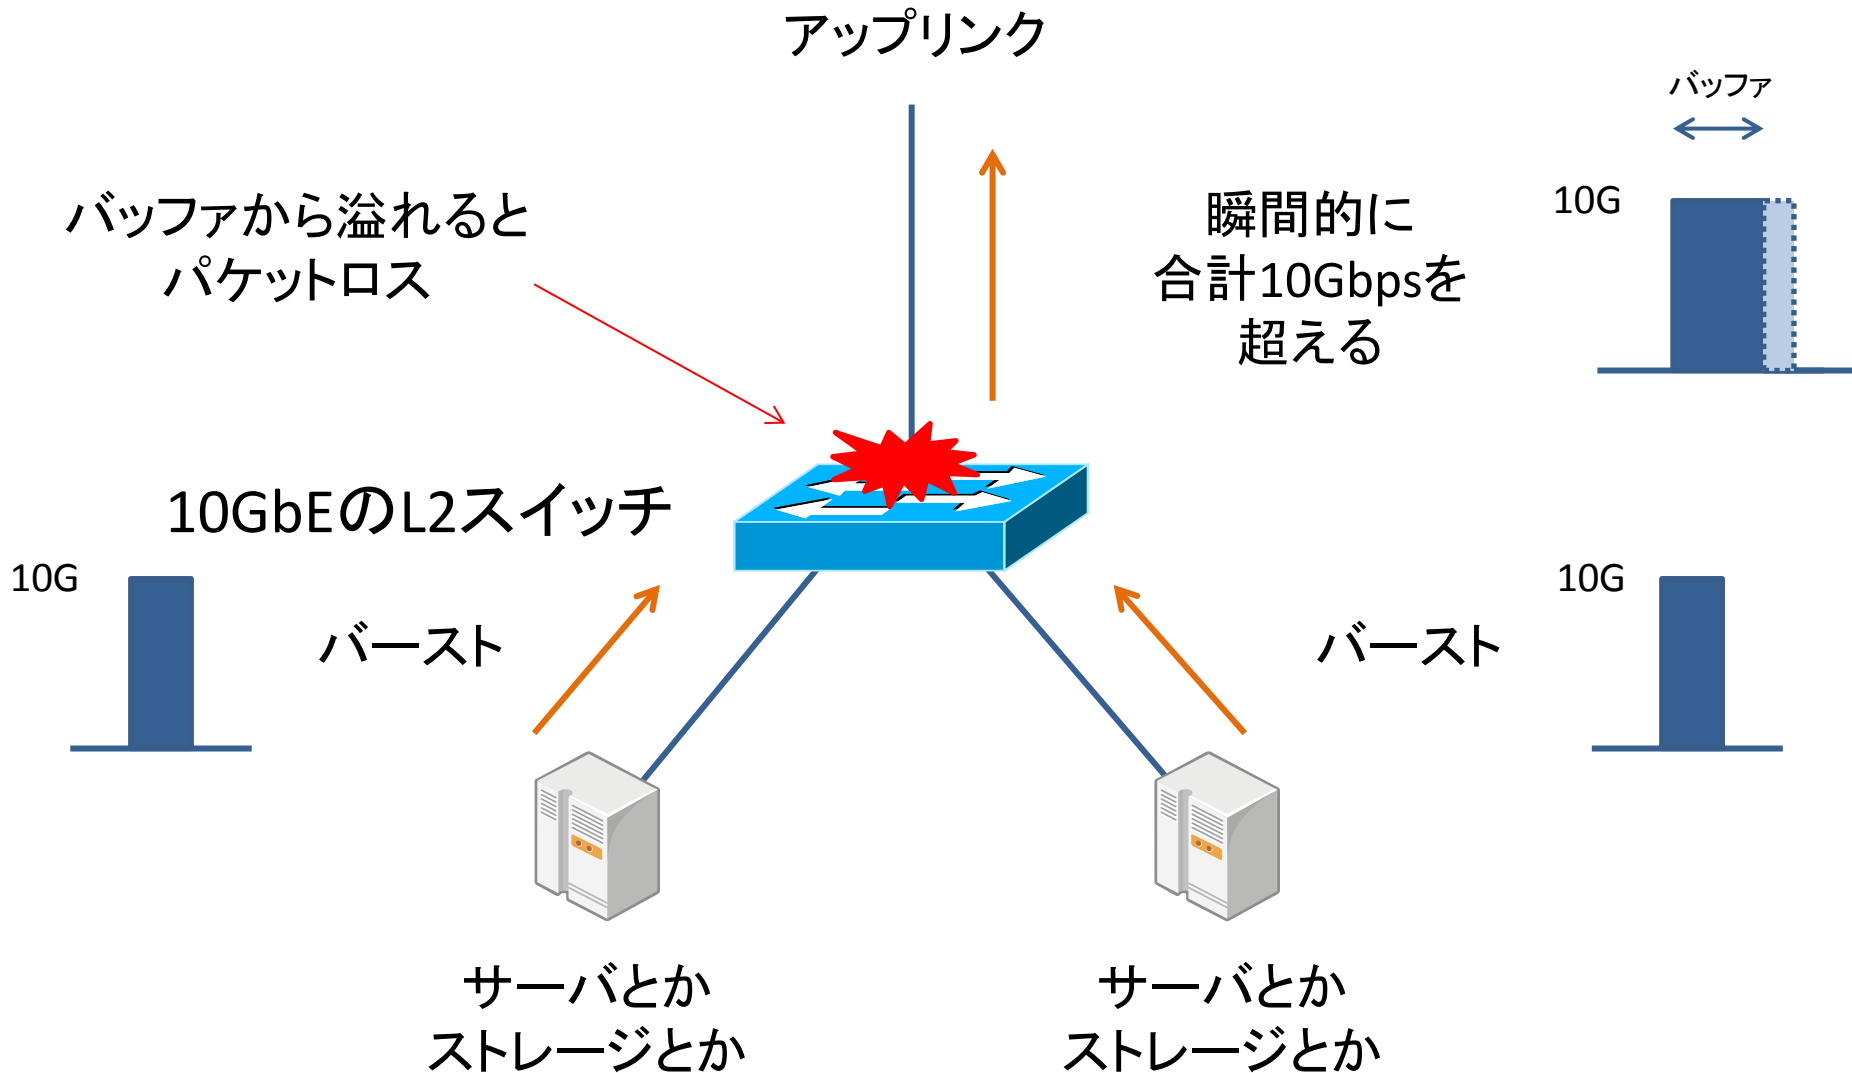 アップリンク
バッファ
バッファから溢れると
パケットロス
瞬間的に
合計10Gbpsを
超える
10G
10GbEのL2スイッチ
10G
バースト
バースト
10G
サーバとか
ストレージとか
サーバとか
ストレージとか